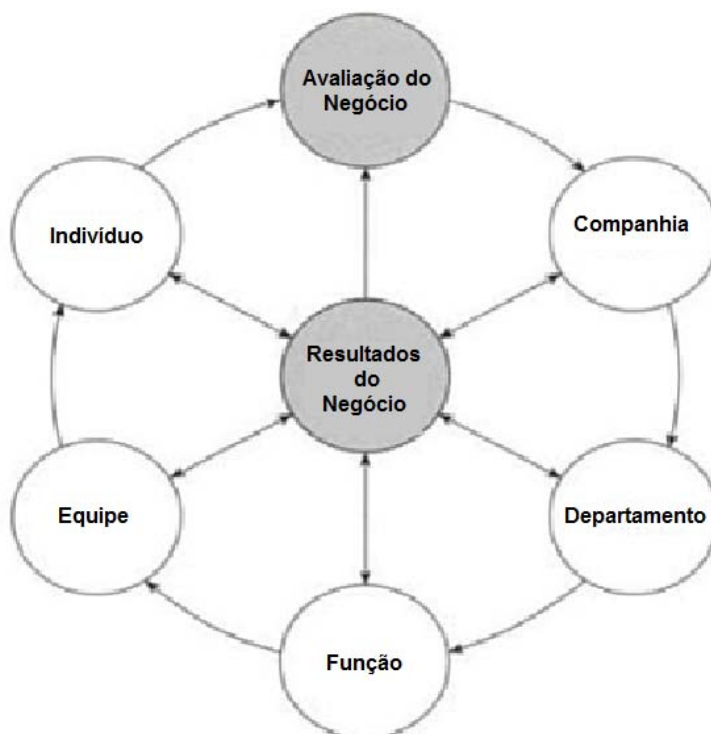 Avaliação do
Negócio
Indivíduo
Companhia
Resultados
do
Negócio
Equipe
Departamento
Função